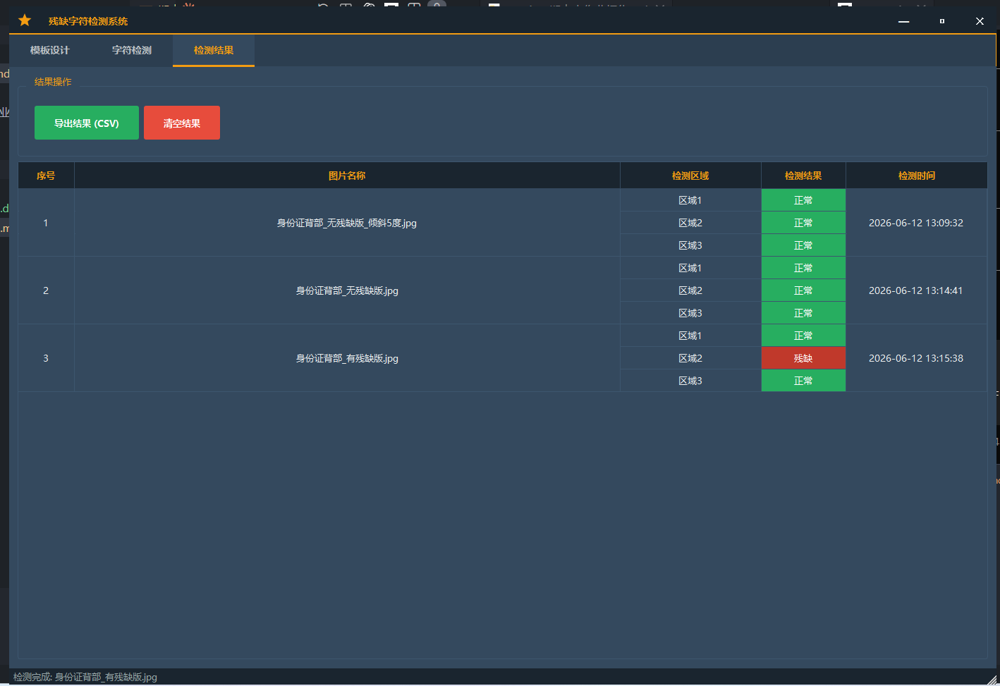 残缺字符检测系统
模板设计 字符检测 检测结果
结果操作
导出结果 (CSV) 清空结果
序号 图片名称 检测区域 检测结果 检测时间
1 身份证背部_无残缺版_倾斜5度.jpg 区域1 正常 2026-06-12 13:09:32
区域2 正常
区域3 正常
2 身份证背部_无残缺版.jpg 区域1 正常 2026-06-12 13:14:41
区域2 正常
区域3 正常
3 身份证背部_有残缺版.jpg 区域1 正常 2026-06-12 13:15:38
区域2 残缺
区域3 正常
检测完成: 身份证背部_有残缺版.jpg